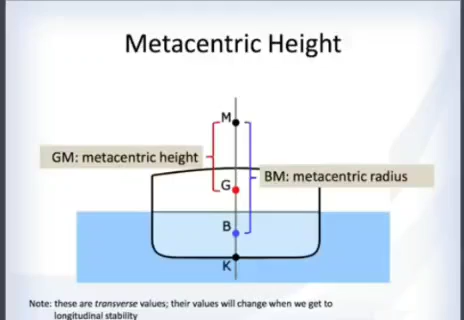 Metacentric Height
M
GM: metacentric height
BM: metacentric radius
G
B
K
Note: these are transverse values; their values will change when we get to
longitudinal stability